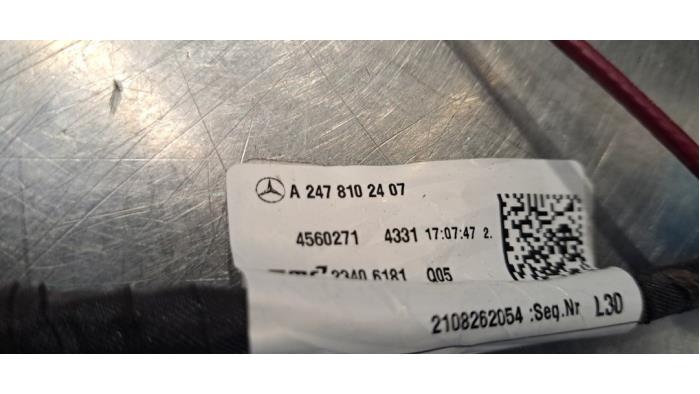 A 247 810 24 07
4560271 4331 17:07:47 2.
2340 6181 Q05
2108262054 :Seq.Nr L30